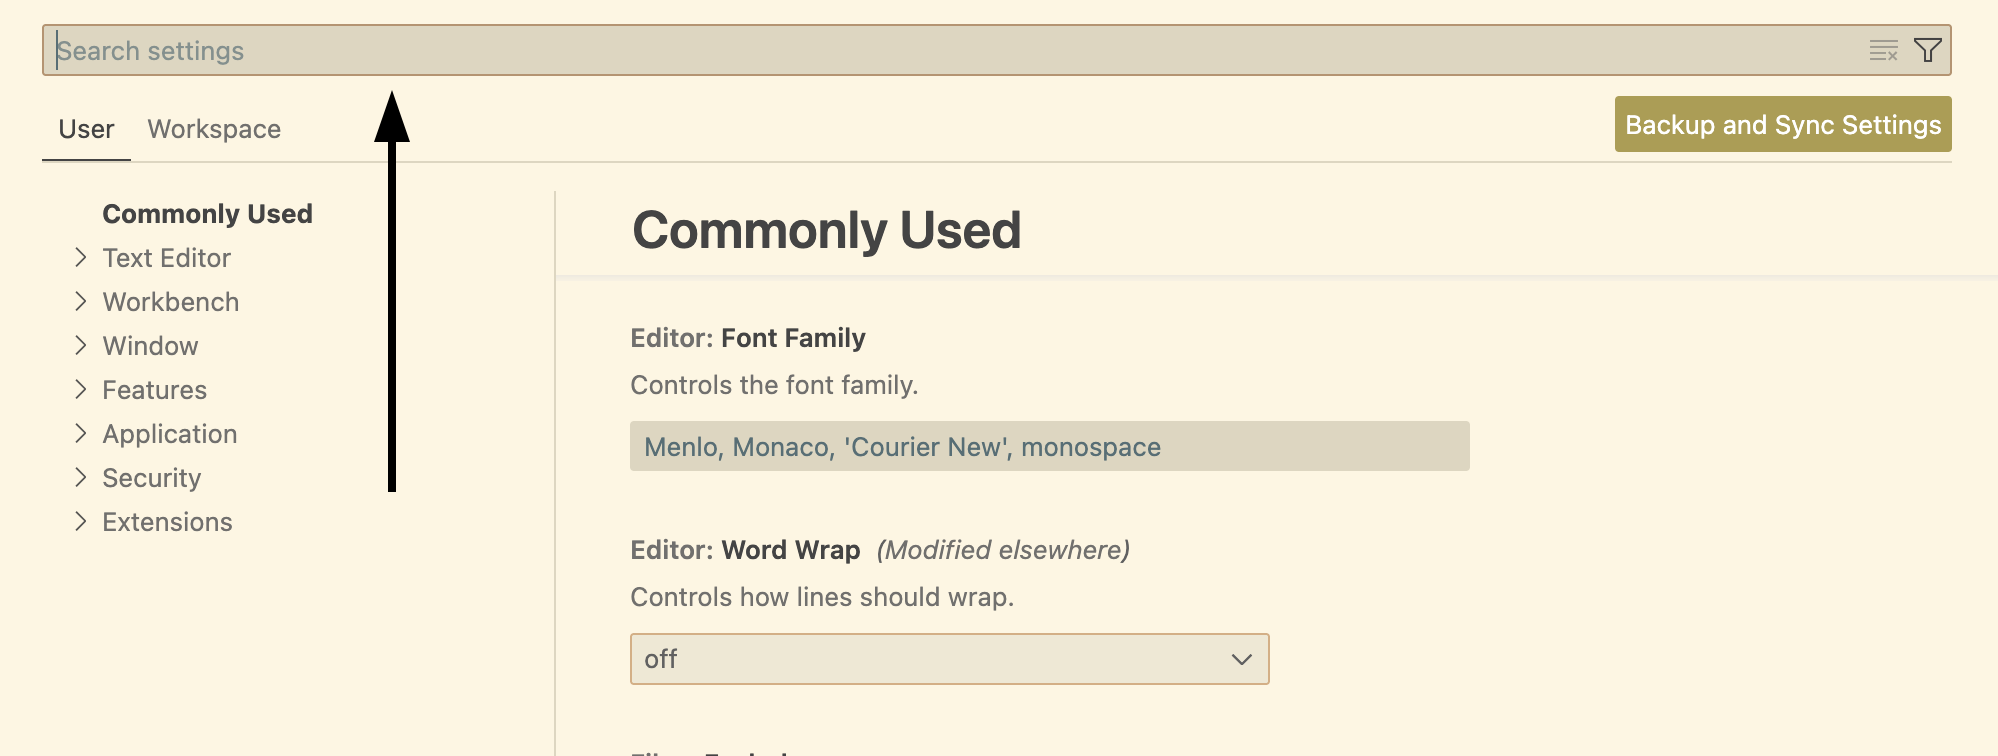 Search settings
User Workspace
Backup and Sync Settings
Commonly Used
Text Editor
Workbench
Window
Features
Application
Security
Extensions
Commonly Used
Editor: Font Family
Controls the font family.
Menlo, Monaco, 'Courier New', monospace
Editor: Word Wrap (Modified elsewhere)
Controls how lines should wrap.
off